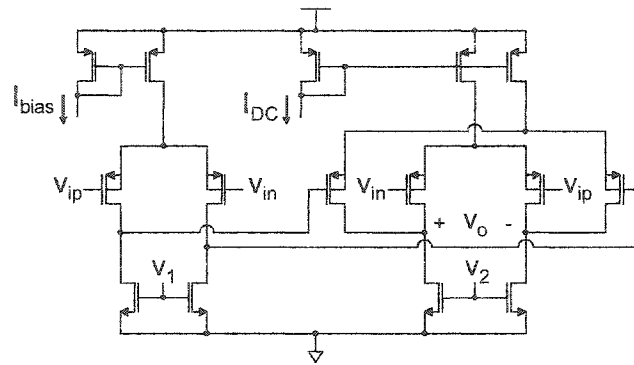 I_bias
I_DC
V_ip
V_in
V_in
V_ip
+ V_o -
V_1
V_2